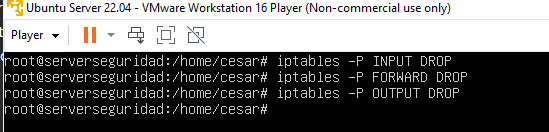 Ubuntu Server 22.04 - VMware Workstation 16 Player (Non-commercial use only)
Player
root@serverseguridad:/home/cesar# iptables -P INPUT DROP
root@serverseguridad:/home/cesar# iptables -P FORWARD DROP
root@serverseguridad:/home/cesar# iptables -P OUTPUT DROP
root@serverseguridad:/home/cesar#